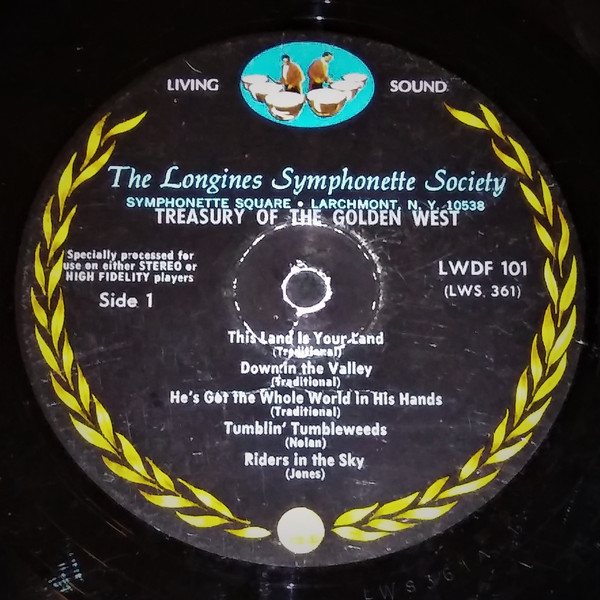 LIVING SOUND
The Longines Symphonette Society
SYMPHONETTE SQUARE • LARCHMONT, N. Y. 10538
TREASURY OF THE GOLDEN WEST
Specially processed for
use on either STEREO or
HIGH FIDELITY players
Side 1
LWDF 101
(LWS. 361)
This Land Is Your Land
(Traditional)
Down in the Valley
(Traditional)
He's Got The Whole World in His Hands
(Traditional)
Tumblin' Tumbleweeds
(Nolan)
Riders in the Sky
(Jones)